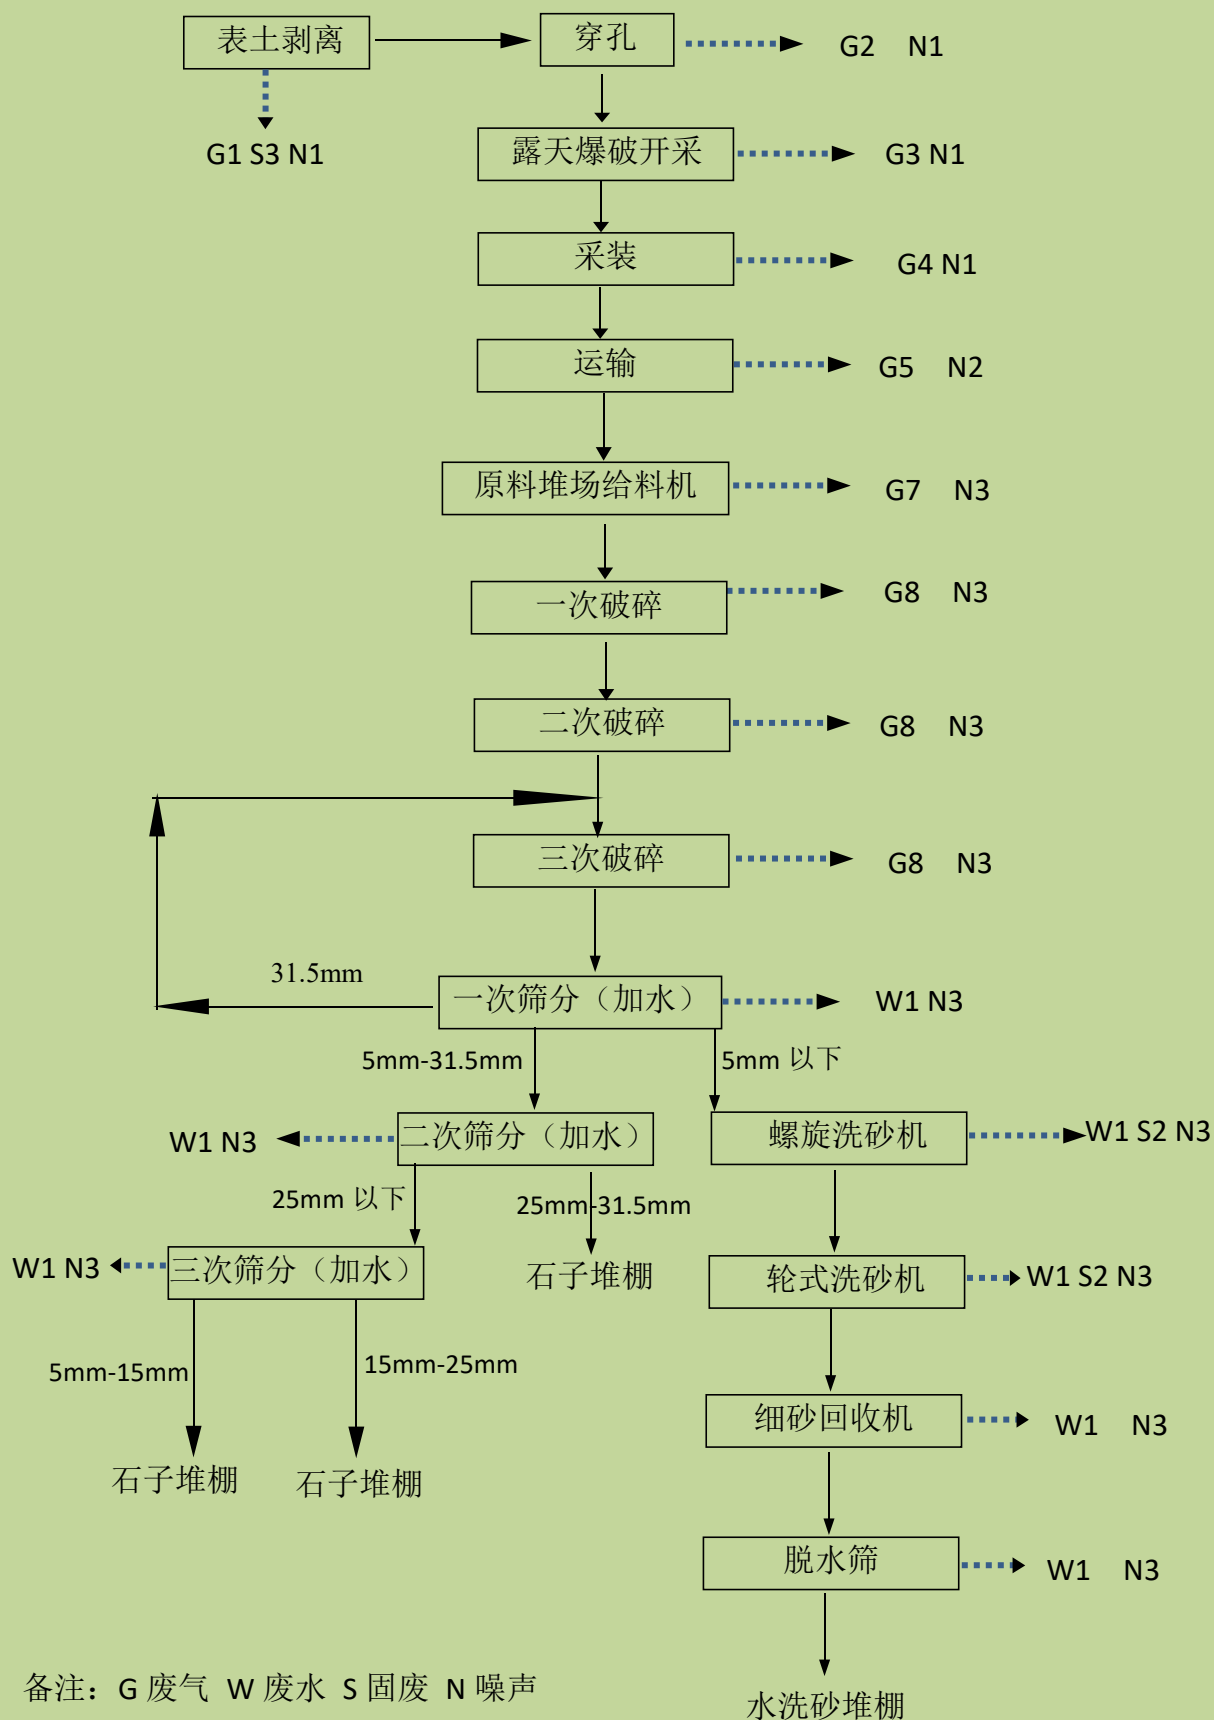 表土剥离
穿孔
G2 N1
G1 S3 N1
露天爆破开采
G3 N1
采装
G4 N1
运输
G5 N2
原料堆场给料机
G7 N3
一次破碎
G8 N3
二次破碎
G8 N3
三次破碎
G8 N3
31.5mm
一次筛分（加水）
W1 N3
5mm-31.5mm
5mm 以下
W1 N3
二次筛分（加水）
螺旋洗砂机
W1 S2 N3
25mm 以下
25mm-31.5mm
W1 N3
三次筛分（加水）
石子堆棚
轮式洗砂机
W1 S2 N3
5mm-15mm
15mm-25mm
细砂回收机
W1 N3
石子堆棚
石子堆棚
脱水筛
W1 N3
备注：G 废气 W 废水 S 固废 N 噪声
水洗砂堆棚